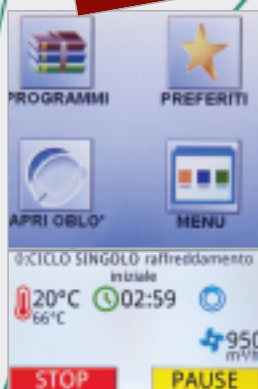 PROGRAMMI PREFERITI
APRI OBLO' MENU
0:CICLO SINGOLO raffreddamento
iniziale
20°C 02:59
66°C
950
m³/h
STOP PAUSE